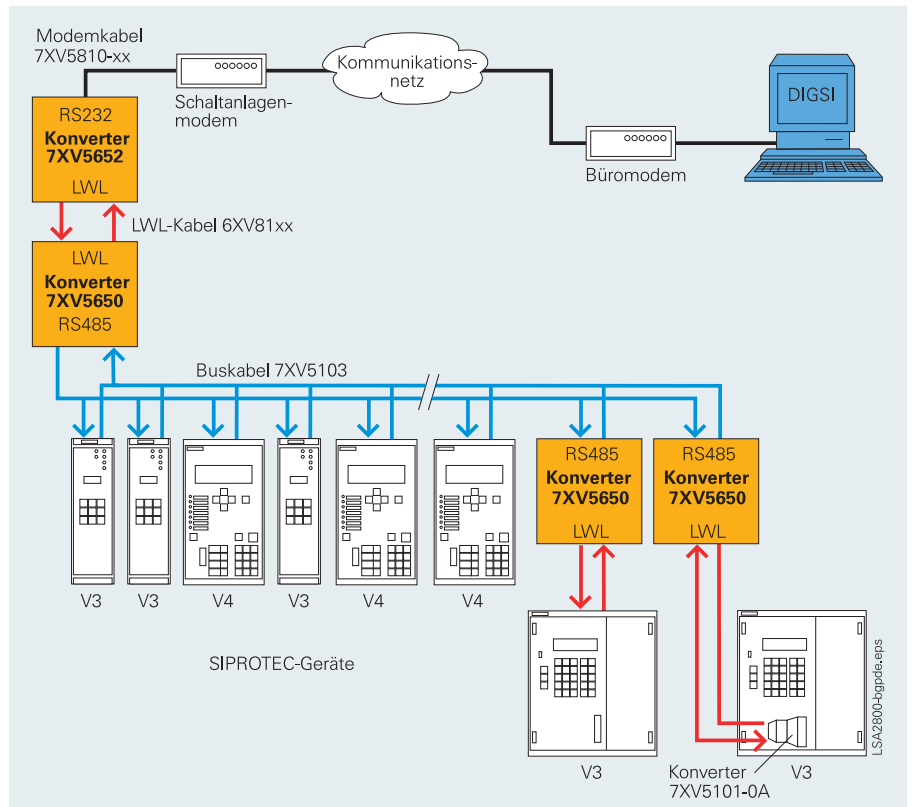 Modemkabel
7XV5810-xx
Schaltanlagen-
modem
Kommunikations-
netz
Büromodem
DIGSI
RS232
Konverter
7XV5652
LWL
LWL-Kabel 6XV81xx
LWL
Konverter
7XV5650
RS485
Buskabel 7XV5103
RS485
Konverter
7XV5650
LWL
RS485
Konverter
7XV5650
LWL
V3
V3
V4
V3
V4
V4
SIPROTEC-Geräte
V3
Konverter
7XV5101-0A
V3
LSA2800-bgpde.eps